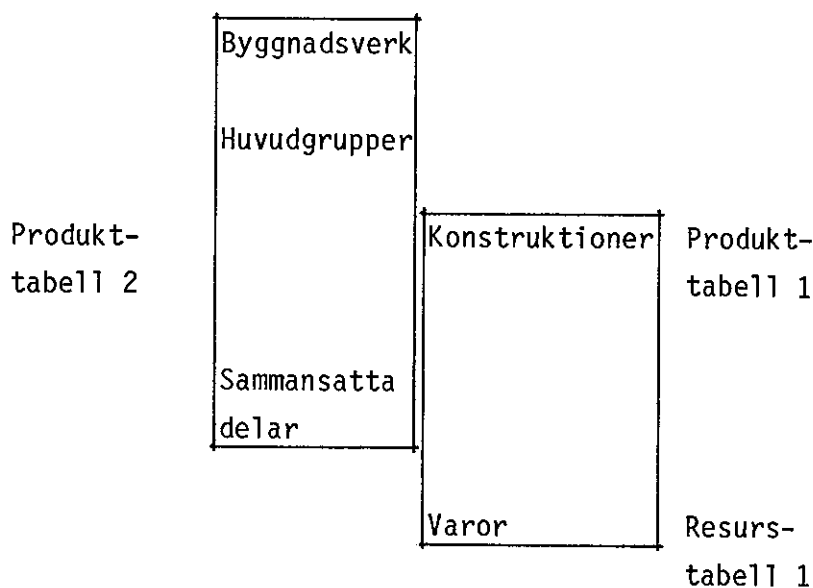 Byggnadsverk
Huvudgrupper
Produkt-
tabell 2
Konstruktioner
Produkt-
tabell 1
Sammansatta
delar
Varor
Resurs-
tabell 1